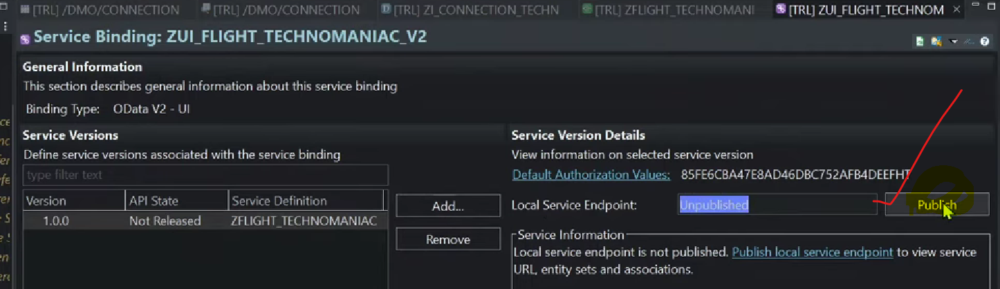 [TRL] /DMO/CONNECTION [TRL] /DMO/CONNECTION [TRL] ZI_CONNECTION_TECHN [TRL] ZFLIGHT_TECHNOMANI [TRL] ZUI_FLIGHT_TECHNOM
Service Binding: ZUI_FLIGHT_TECHNOMANIAC_V2
General Information
This section describes general information about this service binding
Binding Type: OData V2 - UI
Service Versions
Define service versions associated with the service binding
type filter text
Version API State Service Definition
1.0.0 Not Released ZFLIGHT_TECHNOMANIAC
Add...
Remove
Service Version Details
View information on selected service version
Default Authorization Values: 85FE6CBA47E8AD46DBC752AFB4DEEFHT
Local Service Endpoint: Unpublished Publish
Service Information
Local service endpoint is not published. Publish local service endpoint to view service
URL, entity sets and associations.